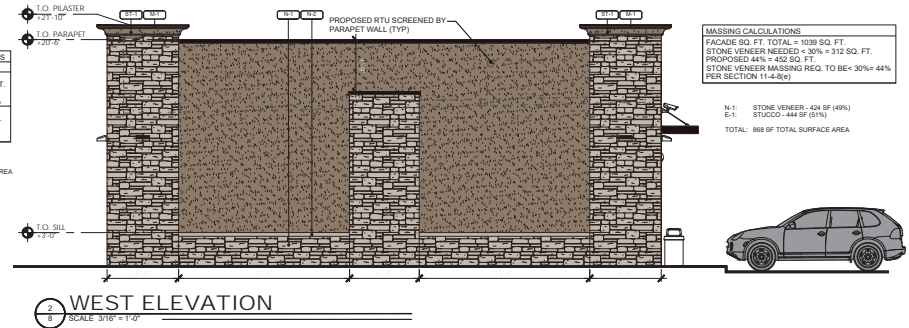 T.O. PILASTER
+21'-10"
T.O. PARAPET
+20'-6"
ST-1 M-1
N-1 N-2
PROPOSED RTU SCREENED BY
PARAPET WALL (TYP)
ST-1 M-1
T.O. SILL
+3'-0"
MASSING CALCULATIONS
FACADE SQ. FT. TOTAL = 1039 SQ. FT.
STONE VENEER NEEDED < 30% = 312 SQ. FT.
PROPOSED 44% = 452 SQ. FT.
STONE VENEER MASSING REQ. TO BE< 30%= 44%
PER SECTION 11-4-8(e)
N-1: STONE VENEER - 424 SF (49%)
E-1: STUCCO - 444 SF (51%)
TOTAL: 868 SF TOTAL SURFACE AREA
S
T.
REA
2
8
WEST ELEVATION
SCALE 3/16" = 1'-0"